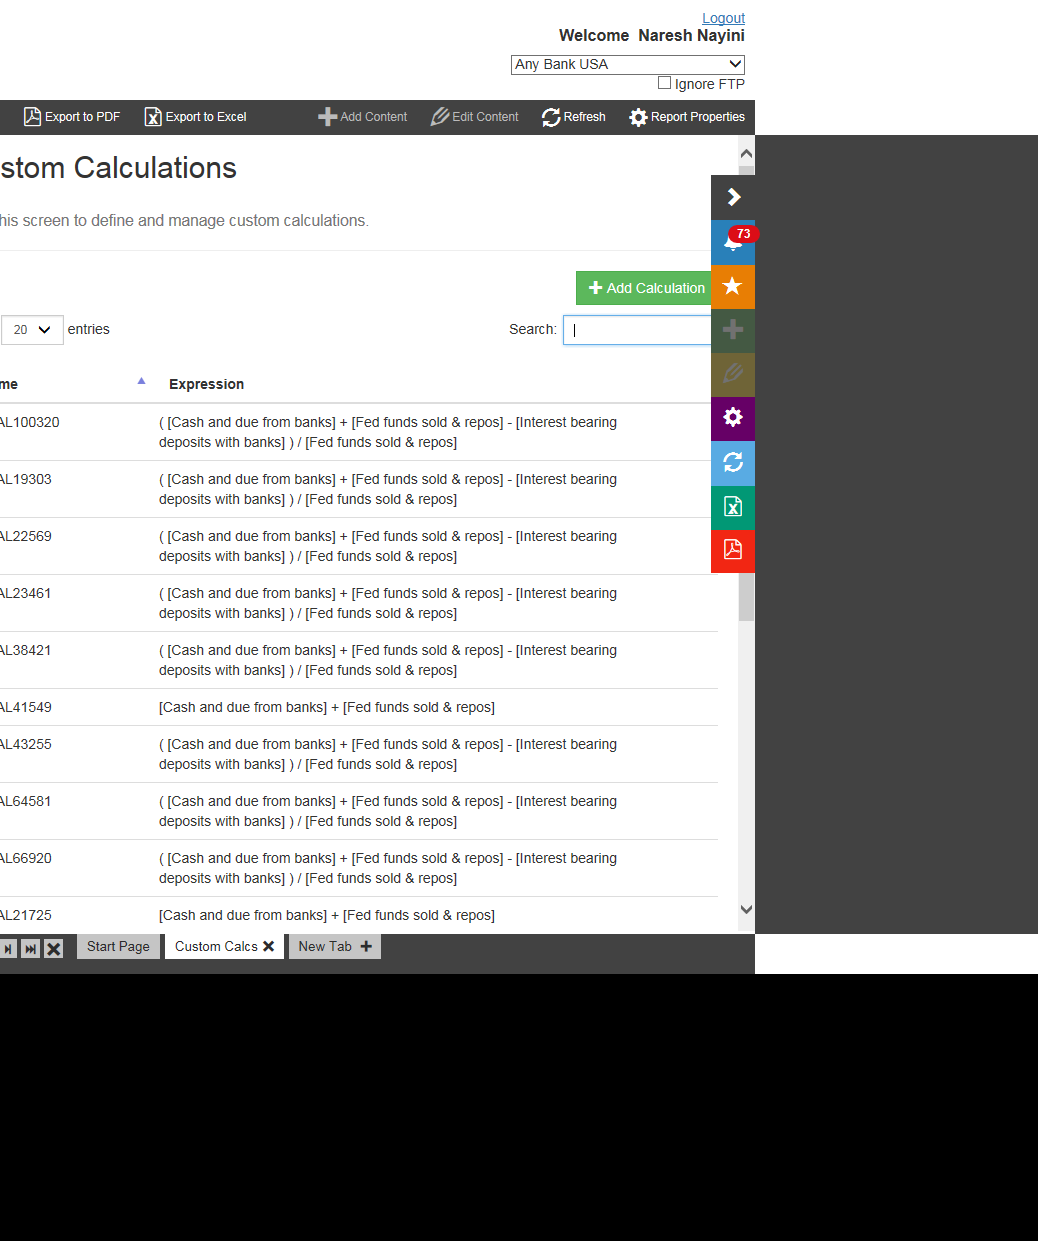 Logout
Welcome Naresh Nayini
Any Bank USA
Ignore FTP
Export to PDF Export to Excel Add Content Edit Content Refresh Report Properties
stom Calculations
his screen to define and manage custom calculations.
73
Add Calculation
20 entries Search:
me Expression
AL100320 ( [Cash and due from banks] + [Fed funds sold & repos] - [Interest bearing
deposits with banks] ) / [Fed funds sold & repos]
AL19303 ( [Cash and due from banks] + [Fed funds sold & repos] - [Interest bearing
deposits with banks] ) / [Fed funds sold & repos]
AL22569 ( [Cash and due from banks] + [Fed funds sold & repos] - [Interest bearing
deposits with banks] ) / [Fed funds sold & repos]
AL23461 ( [Cash and due from banks] + [Fed funds sold & repos] - [Interest bearing
deposits with banks] ) / [Fed funds sold & repos]
AL38421 ( [Cash and due from banks] + [Fed funds sold & repos] - [Interest bearing
deposits with banks] ) / [Fed funds sold & repos]
AL41549 [Cash and due from banks] + [Fed funds sold & repos]
AL43255 ( [Cash and due from banks] + [Fed funds sold & repos] - [Interest bearing
deposits with banks] ) / [Fed funds sold & repos]
AL64581 ( [Cash and due from banks] + [Fed funds sold & repos] - [Interest bearing
deposits with banks] ) / [Fed funds sold & repos]
AL66920 ( [Cash and due from banks] + [Fed funds sold & repos] - [Interest bearing
deposits with banks] ) / [Fed funds sold & repos]
AL21725 [Cash and due from banks] + [Fed funds sold & repos]
Start Page Custom Calcs New Tab